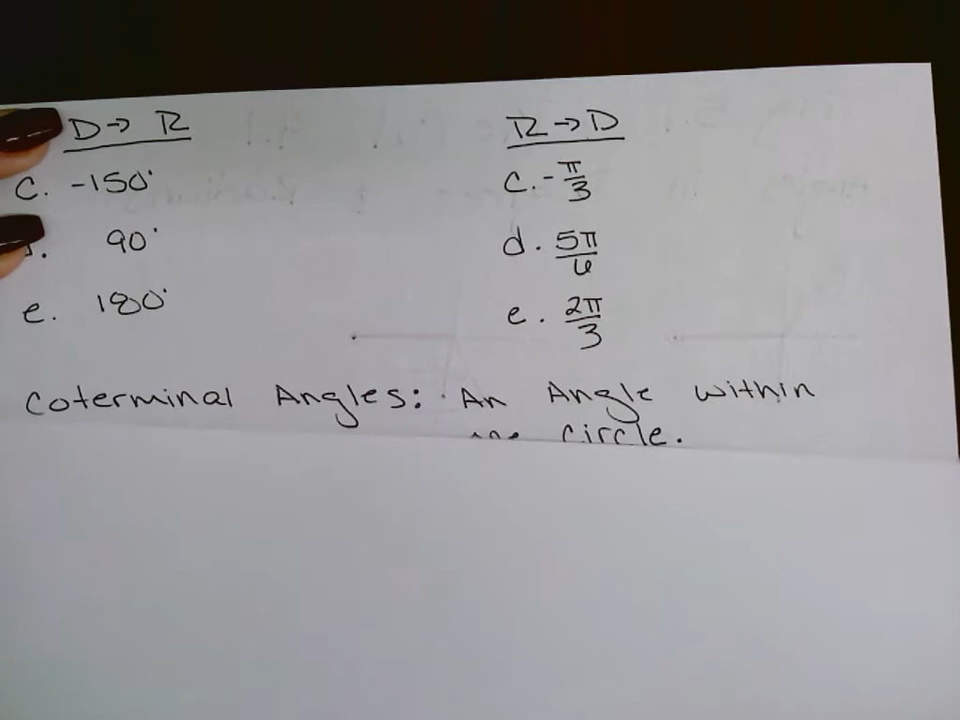 D→ R R→D
c. -150° c. -π/3
90° d. 5π/6
e. 180° e. 2π/3
Coterminal Angles: An Angle within
circle.